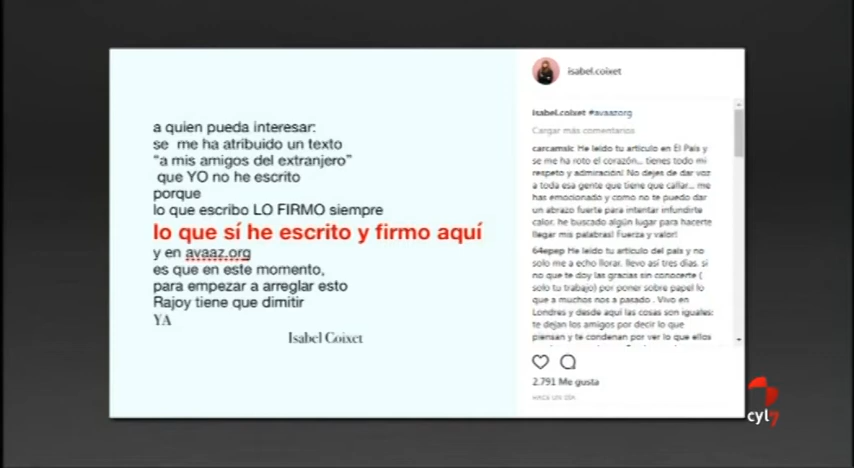 a quien pueda interesar:
se me ha atribuido un texto
"a mis amigos del extranjero"
que YO no he escrito
porque
lo que escribo LO FIRMO siempre
lo que sí he escrito y firmo aquí
y en avaaz.org
es que en este momento,
para empezar a arreglar esto
Rajoy tiene que dimitir
YA
Isabel Coixet
isabel.coixet
isabel.coixet #avaazorg
Cargar más comentarios
carcamslc He leído tu artículo en El País y
se me ha roto el corazón... tienes todo mi
respeto y admiración! No dejes de dar voz
a toda esa gente que tiene que callar... me
has emocionado y como no te puedo dar
un abrazo fuerte para intentar infundirte
calor, he buscado algún lugar para hacerte
llegar mis palabras! Fuerza y valor!
64epep He leído tu artículo del país y no
solo me a echo llorar, llevo así tres días, si
no que te doy las gracias sin conocerte (
solo tu trabajo) por poner sobre papel lo
que a muchos nos a pasado . Vivo en
Londres y desde aquí las cosas son iguales:
te dejan los amigos por decir lo que
piensan y te condenan por ver lo que ellos
2.791 Me gusta
HACE UN DÍA
cyl7